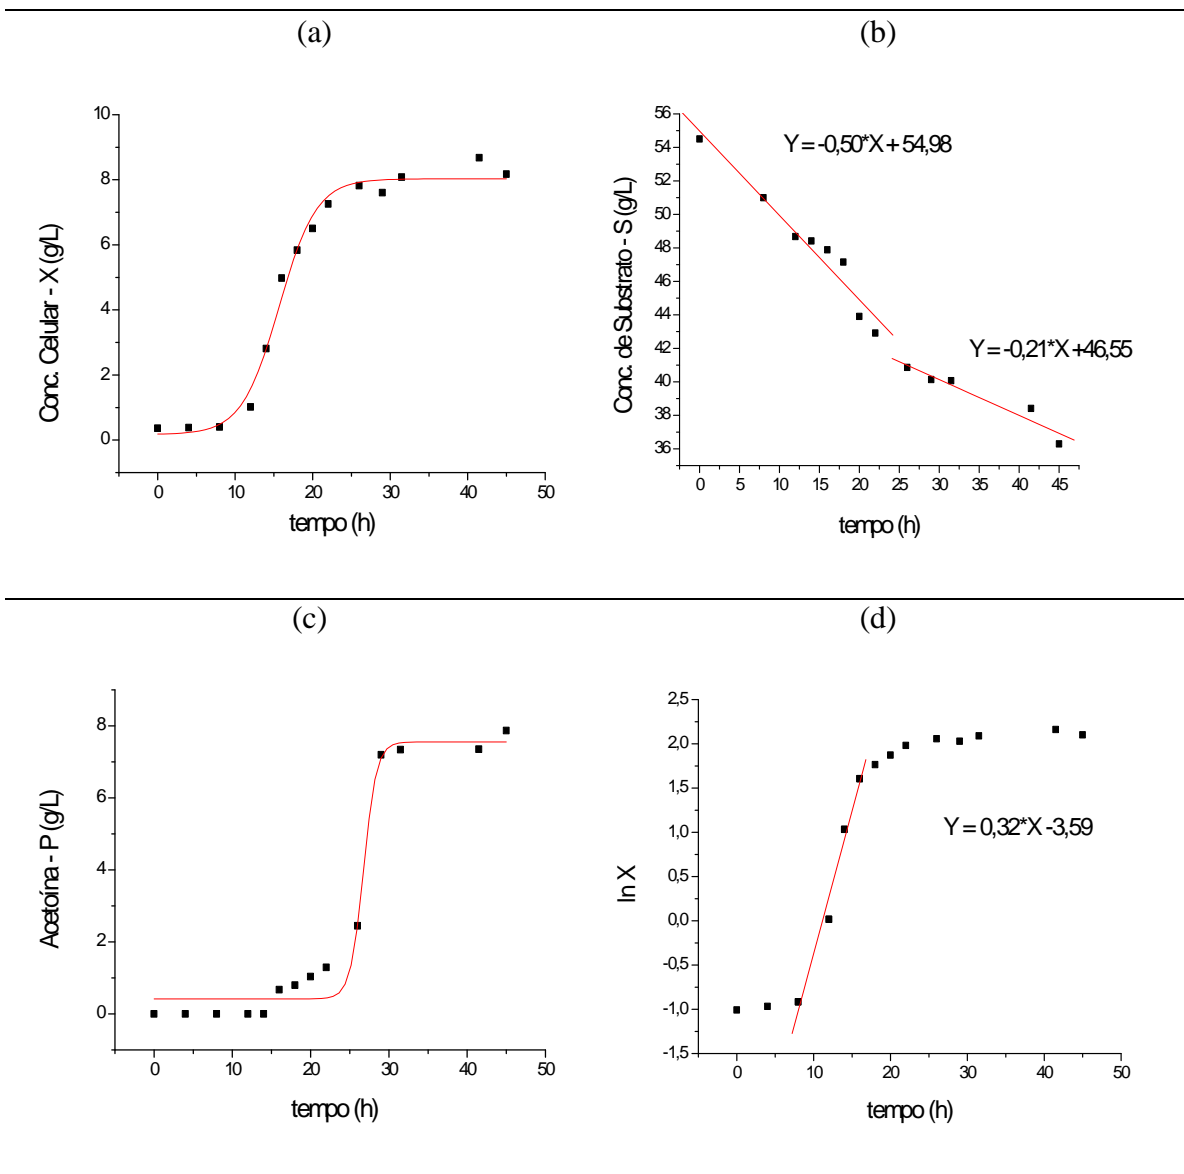 (a)
(b)
10
8
6
4
2
0
Conc. Celular - X (g/L)
0 10 20 30 40 50
tempo (h)
56
54
52
50
48
46
44
42
40
38
36
Conc. de Substrato - S (g/L)
Y = -0,50*X + 54,98
Y = -0,21*X +46,55
0 5 10 15 20 25 30 35 40 45
tempo (h)
(c)
(d)
8
6
4
2
0
Acetoína - P (g/L)
0 10 20 30 40 50
tempo (h)
2,5
2,0
1,5
1,0
0,5
0,0
-0,5
-1,0
-1,5
ln X
Y = 0,32*X -3,59
0 10 20 30 40 50
tempo (h)